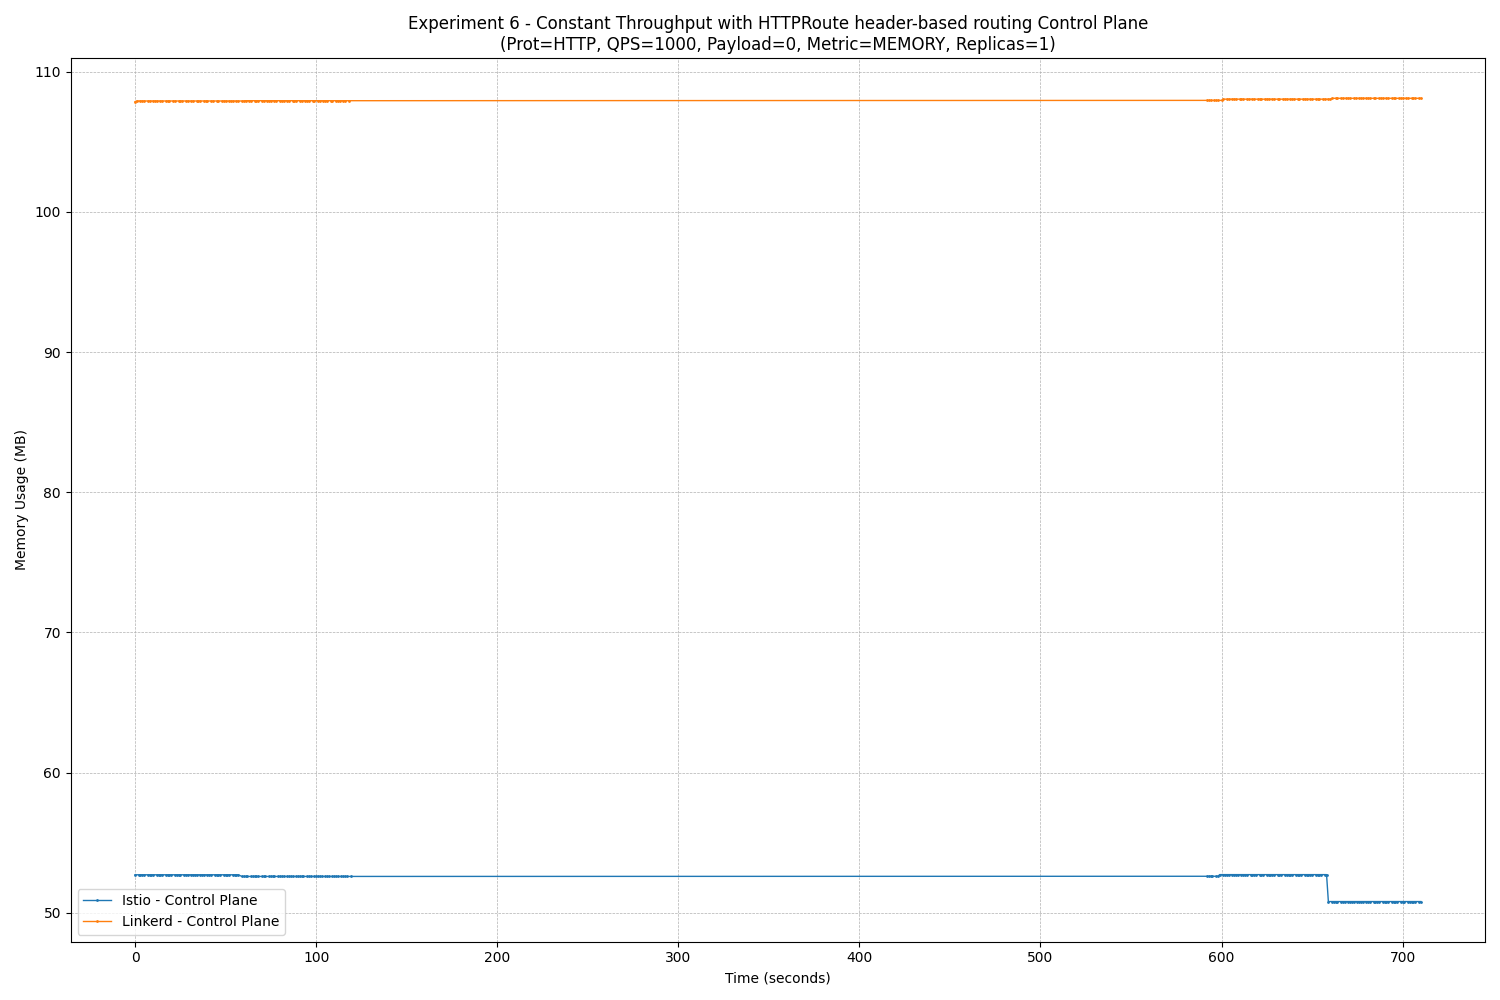 Experiment 6 - Constant Throughput with HTTPRoute header-based routing Control Plane
(Prot=HTTP, QPS=1000, Payload=0, Metric=MEMORY, Replicas=1)
110
100
90
80
70
60
50
Memory Usage (MB)
Istio - Control Plane
Linkerd - Control Plane
0 100 200 300 400 500 600 700
Time (seconds)